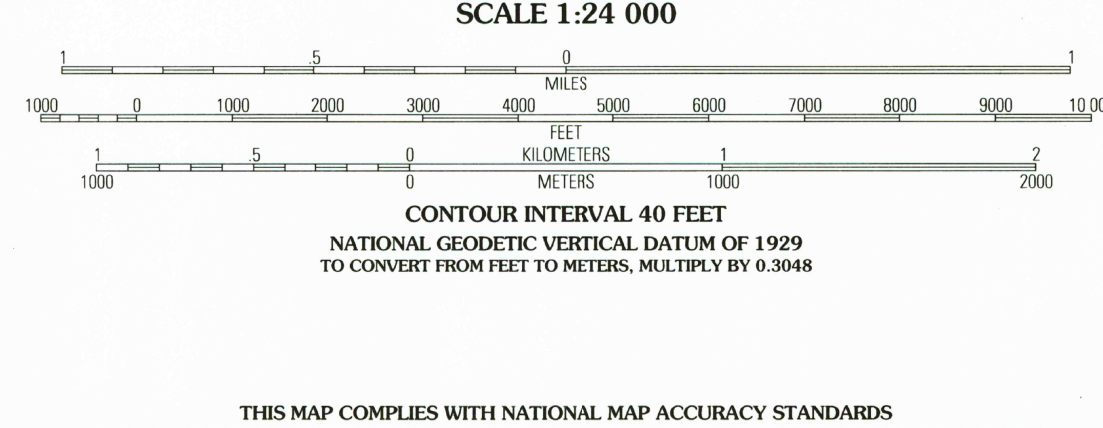 SCALE 1:24 000
1 .5 0 1
MILES
1000 0 1000 2000 3000 4000 5000 6000 7000 8000 9000 10 00
FEET
1 .5 0 KILOMETERS 1 2
1000 0 METERS 1000 2000
CONTOUR INTERVAL 40 FEET
NATIONAL GEODETIC VERTICAL DATUM OF 1929
TO CONVERT FROM FEET TO METERS, MULTIPLY BY 0.3048
THIS MAP COMPLIES WITH NATIONAL MAP ACCURACY STANDARDS